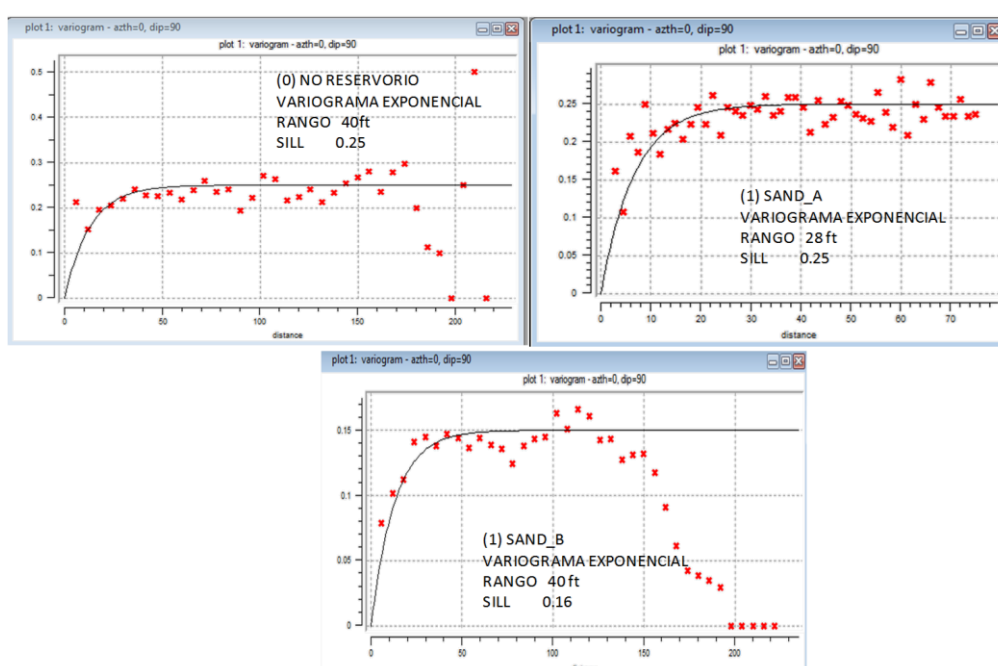 plot 1: variogram - azth=0, dip=90
plot 1: variogram - azth=0, dip=90
0.5
0.4
0.3
0.2
0.1
0
(0) NO RESERVORIO
VARIOGRAMA EXPONENCIAL
RANGO 40ft
SILL 0.25
0 50 100 150 200
distance
plot 1: variogram - azth=0, dip=90
plot 1: variogram - azth=0, dip=90
0.25
0.2
0.15
0.1
0.05
0
(1) SAND_A
VARIOGRAMA EXPONENCIAL
RANGO 28 ft
SILL 0.25
0 10 20 30 40 50 60 70
distance
plot 1: variogram - azth=0, dip=90
plot 1: variogram - azth=0, dip=90
0.15
0.1
0.05
0
(1) SAND_B
VARIOGRAMA EXPONENCIAL
RANGO 40 ft
SILL 0.16
0 50 100 150 200